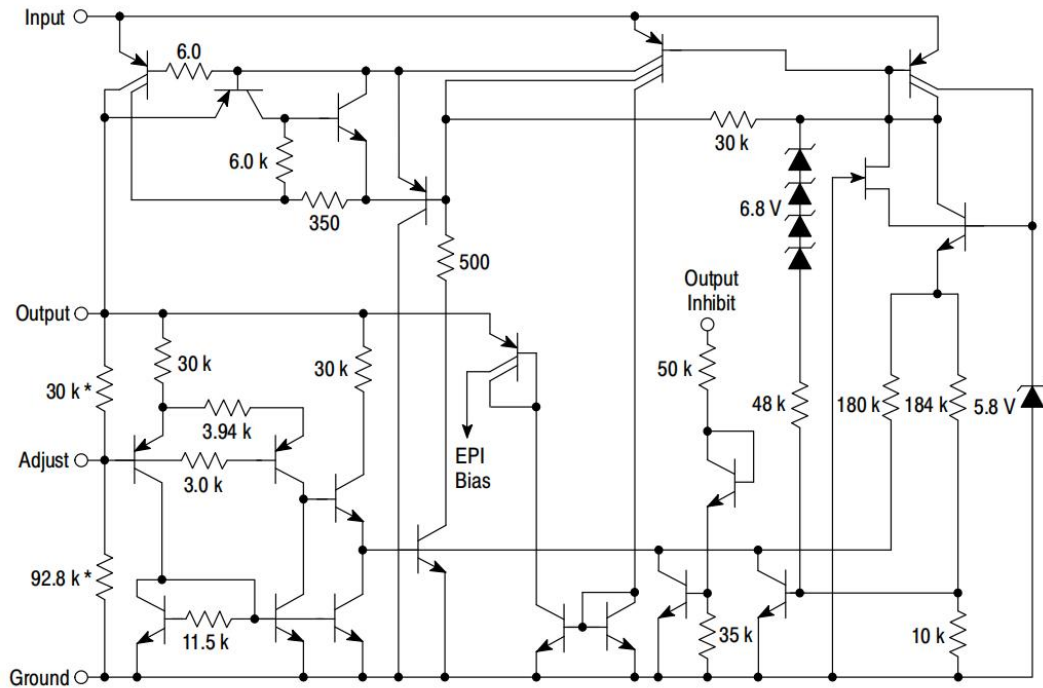 Input
6.0
6.0 k
350
30 k
6.8 V
500
Output
Inhibit
Output
30 k
30 k
50 k
30 k*
3.94 k
48 k
180 k
184 k
5.8 V
Adjust
3.0 k
EPI
Bias
92.8 k*
11.5 k
35 k
10 k
Ground